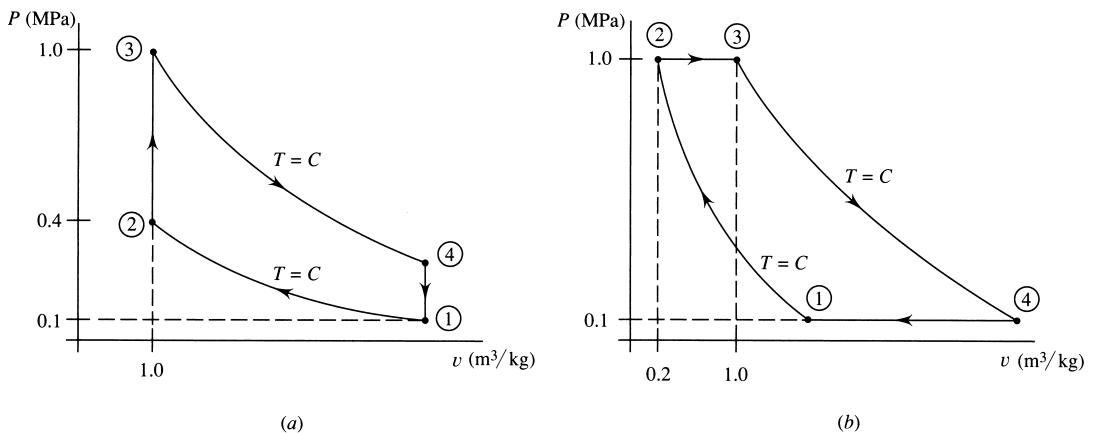 P (MPa)
③
1.0
T = C
0.4
②
④
T = C
0.1
①
υ (m³/kg)
1.0
(a)
P (MPa)
②
③
1.0
T = C
T = C
①
④
0.1
υ (m³/kg)
0.2
1.0
(b)